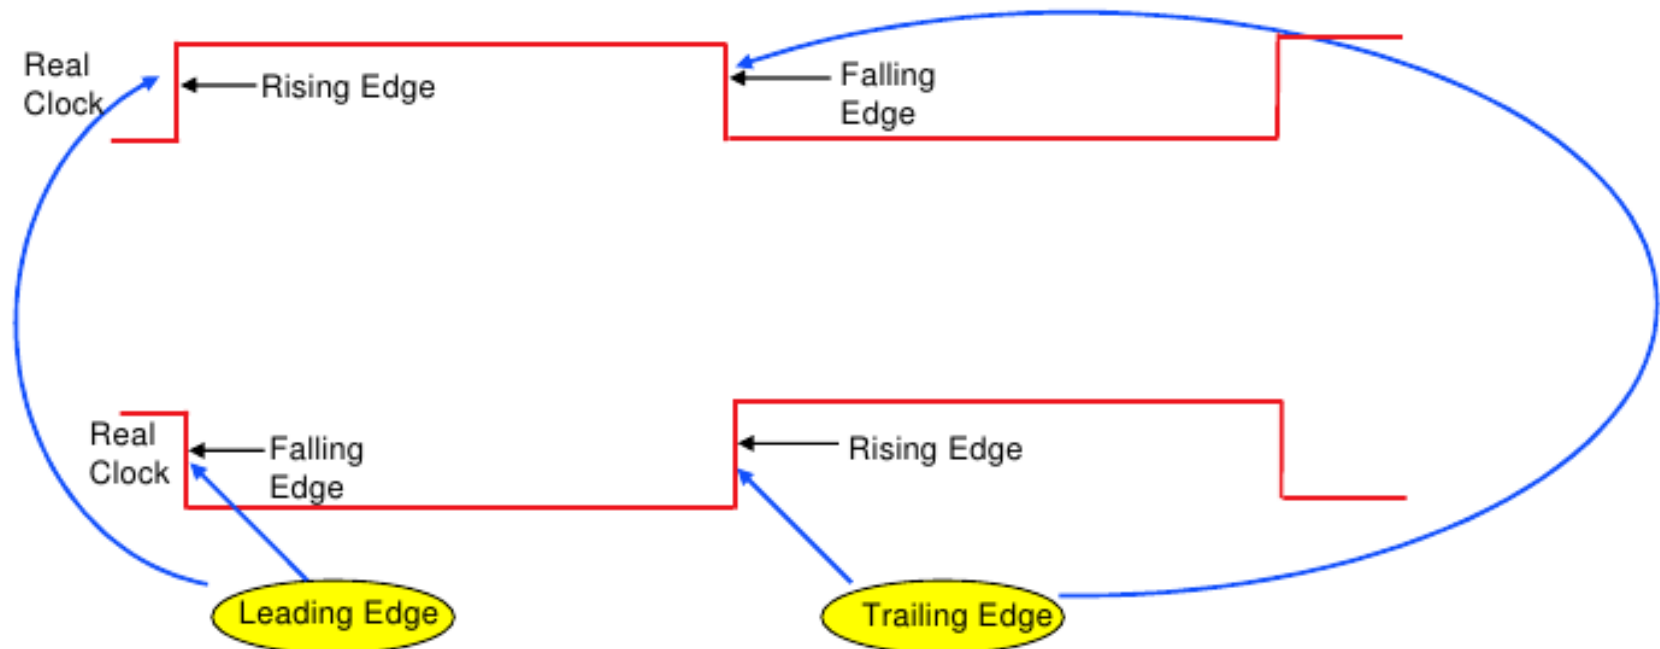 Real
Clock
Rising Edge
Falling
Edge
Real
Clock
Falling
Edge
Rising Edge
Leading Edge
Trailing Edge